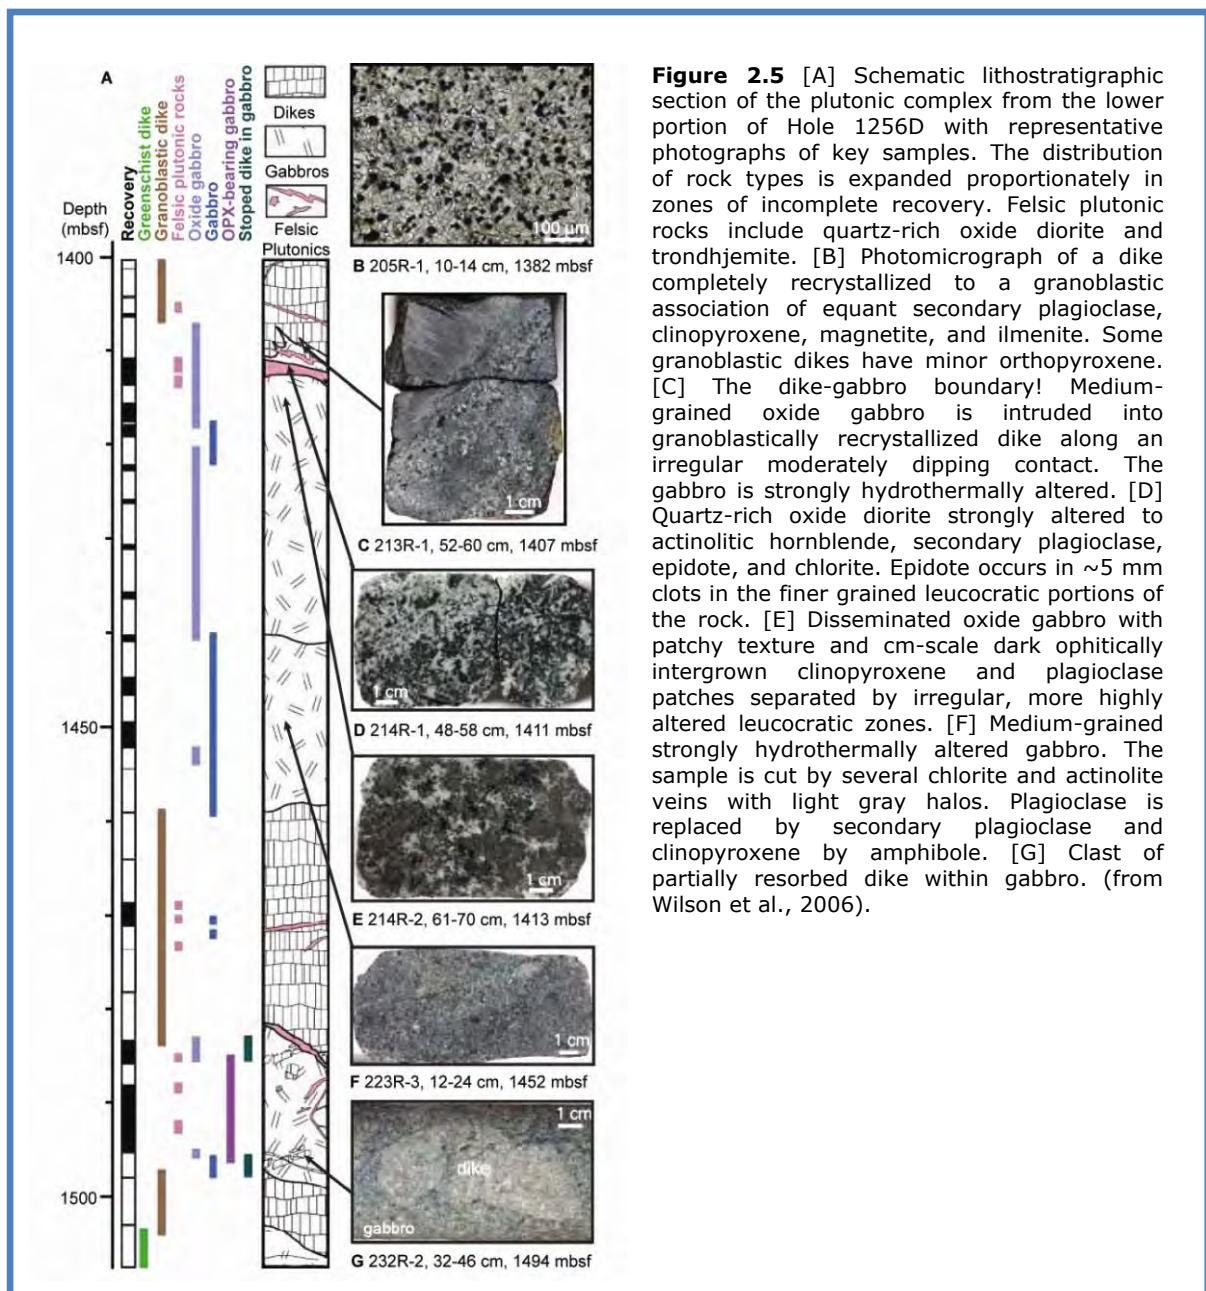 A
Recovery
Greenschist dike
Granoblastic dike
Felsic plutonic rocks
Oxide gabbro
Gabbro
OPX-bearing gabbro
Stoped dike in gabbro
Depth
(mbsf)
1400
1450
1500
Dikes
Gabbros
Felsic
Plutonics
100 µm
B 205R-1, 10-14 cm, 1382 mbsf
1 cm
C 213R-1, 52-60 cm, 1407 mbsf
1 cm
D 214R-1, 48-58 cm, 1411 mbsf
1 cm
E 214R-2, 61-70 cm, 1413 mbsf
1 cm
F 223R-3, 12-24 cm, 1452 mbsf
1 cm
dike
gabbro
G 232R-2, 32-46 cm, 1494 mbsf
Figure 2.5 [A] Schematic lithostratigraphic
section of the plutonic complex from the lower
portion of Hole 1256D with representative
photographs of key samples. The distribution
of rock types is expanded proportionately in
zones of incomplete recovery. Felsic plutonic
rocks include quartz-rich oxide diorite and
trondhjemite. [B] Photomicrograph of a dike
completely recrystallized to a granoblastic
association of equant secondary plagioclase,
clinopyroxene, magnetite, and ilmenite. Some
granoblastic dikes have minor orthopyroxene.
[C] The dike-gabbro boundary! Medium-
grained oxide gabbro is intruded into
granoblastically recrystallized dike along an
irregular moderately dipping contact. The
gabbro is strongly hydrothermally altered. [D]
Quartz-rich oxide diorite strongly altered to
actinolitic hornblende, secondary plagioclase,
epidote, and chlorite. Epidote occurs in ~5 mm
clots in the finer grained leucocratic portions of
the rock. [E] Disseminated oxide gabbro with
patchy texture and cm-scale dark ophitically
intergrown clinopyroxene and plagioclase
patches separated by irregular, more highly
altered leucocratic zones. [F] Medium-grained
strongly hydrothermally altered gabbro. The
sample is cut by several chlorite and actinolite
veins with light gray halos. Plagioclase is
replaced by secondary plagioclase and
clinopyroxene by amphibole. [G] Clast of
partially resorbed dike within gabbro. (from
Wilson et al., 2006).